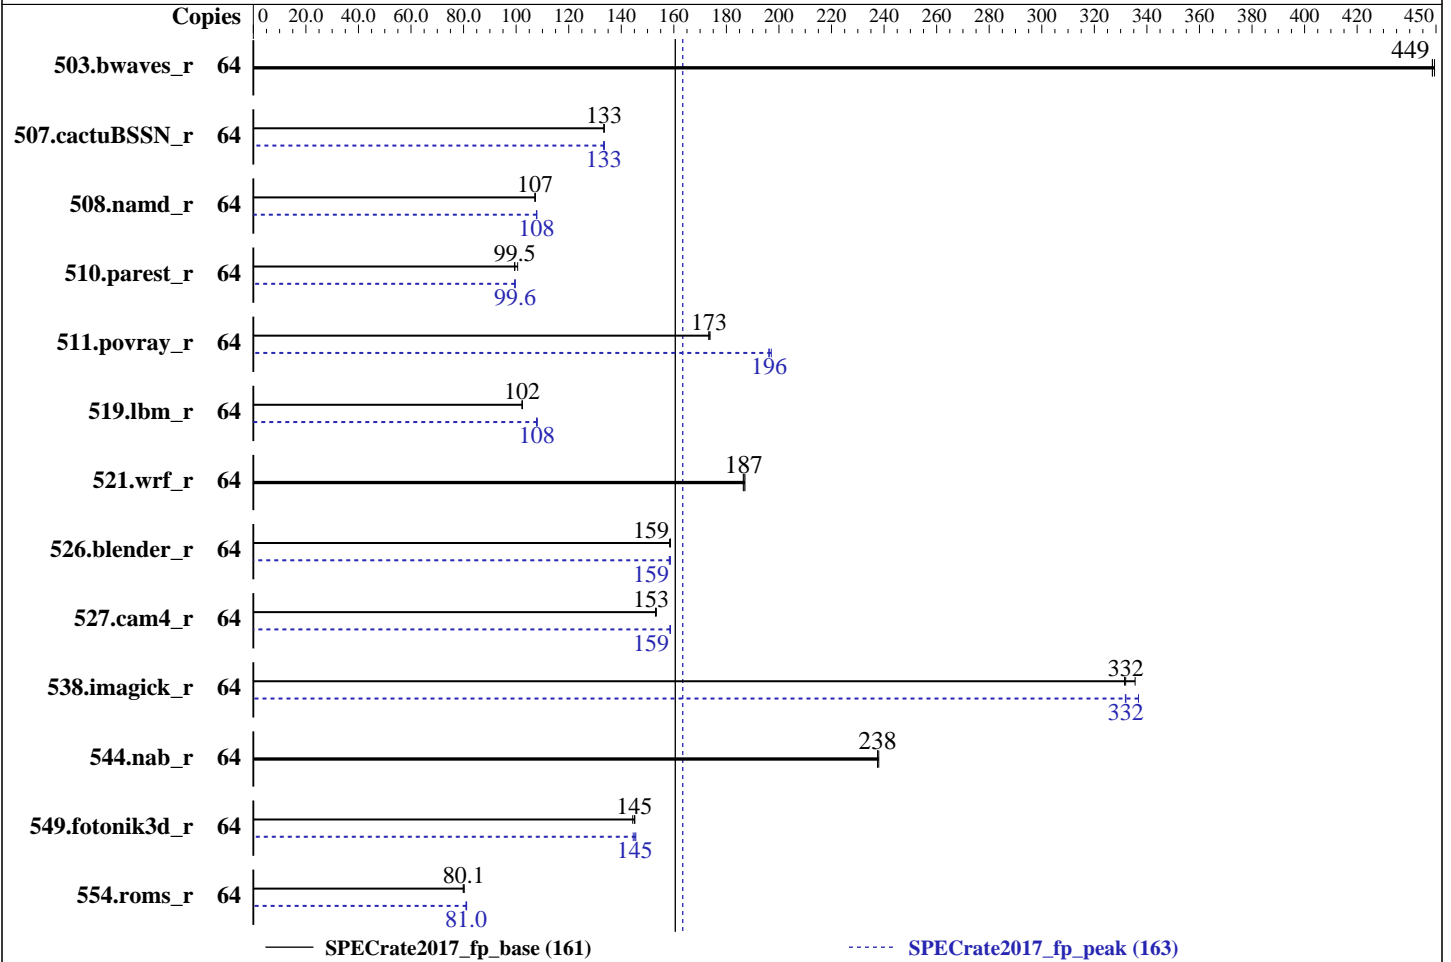 Copies 0 20.0 40.0 60.0 80.0 100 120 140 160 180 200 220 240 260 280 300 320 340 360 380 400 420 450
503.bwaves_r 64 449
507.cactuBSSN_r 64 133
133
508.namd_r 64 107
108
510.parest_r 64 99.5
99.6
511.povray_r 64 173
196
519.lbm_r 64 102
108
521.wrf_r 64 187
526.blender_r 64 159
159
527.cam4_r 64 153
159
538.imagick_r 64 332
332
544.nab_r 64 238
549.fotonik3d_r 64 145
145
554.roms_r 64 80.1
81.0
SPECrate2017_fp_base (161) SPECrate2017_fp_peak (163)